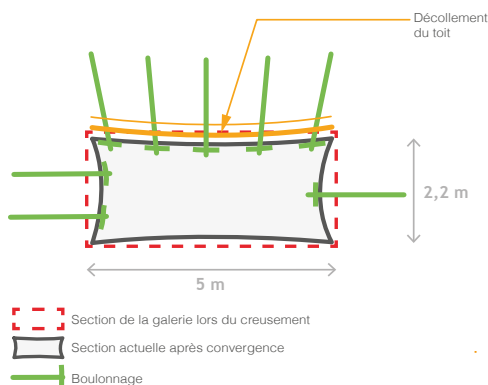 Décollement
du toit
2,2 m
5 m
Section de la galerie lors du creusement
Section actuelle après convergence
Boulonnage